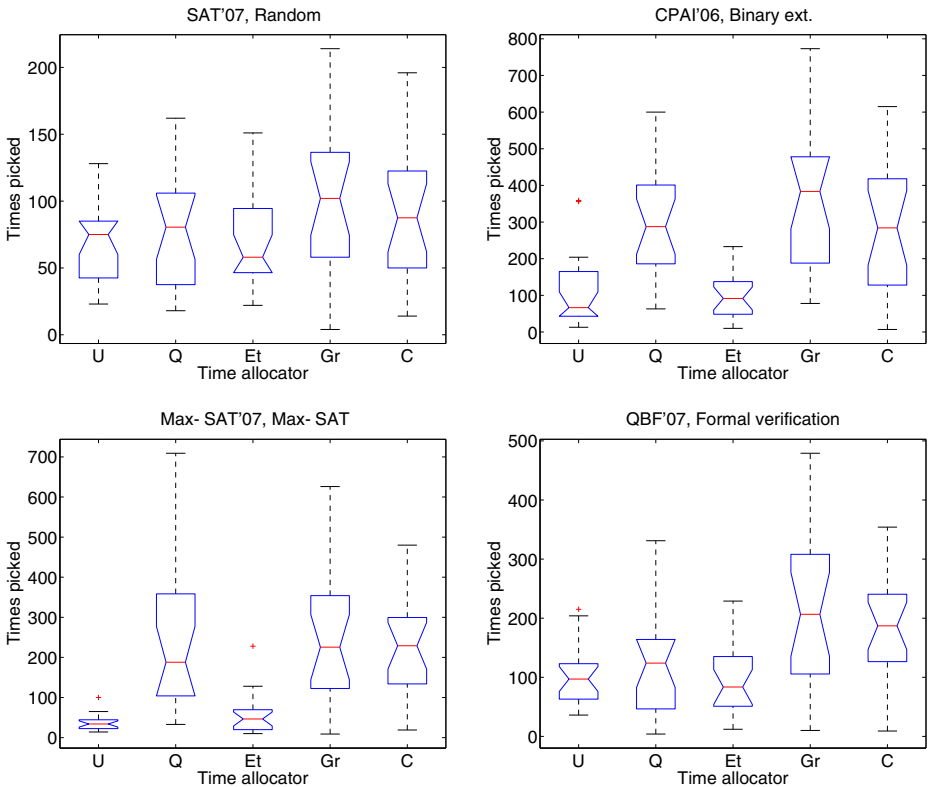 SAT'07, Random
Times picked
200
150
100
50
0
U Q Et Gr C
Time allocator
CPAI'06, Binary ext.
Times picked
800
700
600
500
400
300
200
100
0
U Q Et Gr C
Time allocator
Max- SAT'07, Max- SAT
Times picked
700
600
500
400
300
200
100
0
U Q Et Gr C
Time allocator
QBF'07, Formal verification
Times picked
500
400
300
200
100
0
U Q Et Gr C
Time allocator